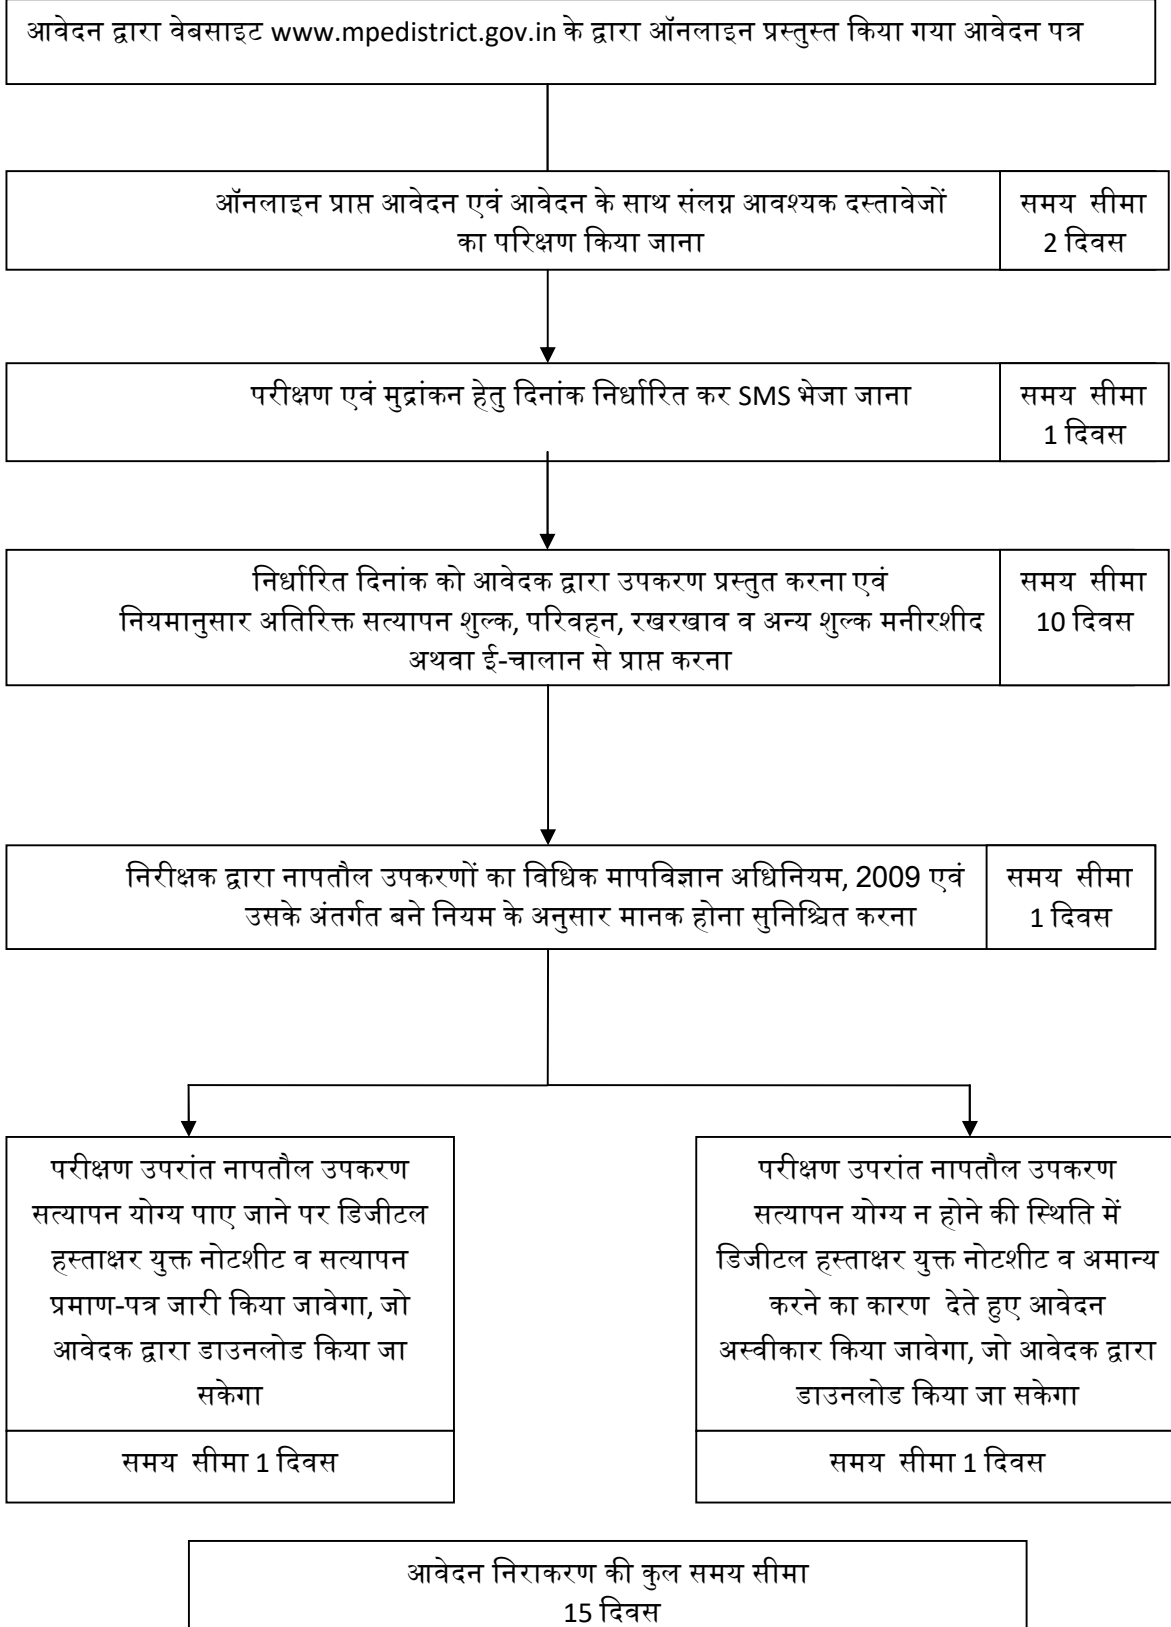 आवेदन द्वारा वेबसाइट www.mpedistrict.gov.in के द्वारा ऑनलाइन प्रस्तुस्त किया गया आवेदन पत्र
ऑनलाइन प्राप्त आवेदन एवं आवेदन के साथ संलग्न आवश्यक दस्तावेजों
का परिक्षण किया जाना
समय सीमा
2 दिवस
परीक्षण एवं मुद्रांकन हेतु दिनांक निर्धारित कर SMS भेजा जाना
समय सीमा
1 दिवस
निर्धारित दिनांक को आवेदक द्वारा उपकरण प्रस्तुत करना एवं
नियमानुसार अतिरिक्त सत्यापन शुल्क, परिवहन, रखरखाव व अन्य शुल्क मनीरशीद
अथवा ई-चालान से प्राप्त करना
समय सीमा
10 दिवस
निरीक्षक द्वारा नापतौल उपकरणों का विधिक मापविज्ञान अधिनियम, 2009 एवं
उसके अंतर्गत बने नियम के अनुसार मानक होना सुनिश्चित करना
समय सीमा
1 दिवस
परीक्षण उपरांत नापतौल उपकरण
सत्यापन योग्य पाए जाने पर डिजीटल
हस्ताक्षर युक्त नोटशीट व सत्यापन
प्रमाण-पत्र जारी किया जावेगा, जो
आवेदक द्वारा डाउनलोड किया जा
सकेगा
समय सीमा 1 दिवस
परीक्षण उपरांत नापतौल उपकरण
सत्यापन योग्य न होने की स्थिति में
डिजीटल हस्ताक्षर युक्त नोटशीट व अमान्य
करने का कारण देते हुए आवेदन
अस्वीकार किया जावेगा, जो आवेदक द्वारा
डाउनलोड किया जा सकेगा
समय सीमा 1 दिवस
आवेदन निराकरण की कुल समय सीमा
15 दिवस